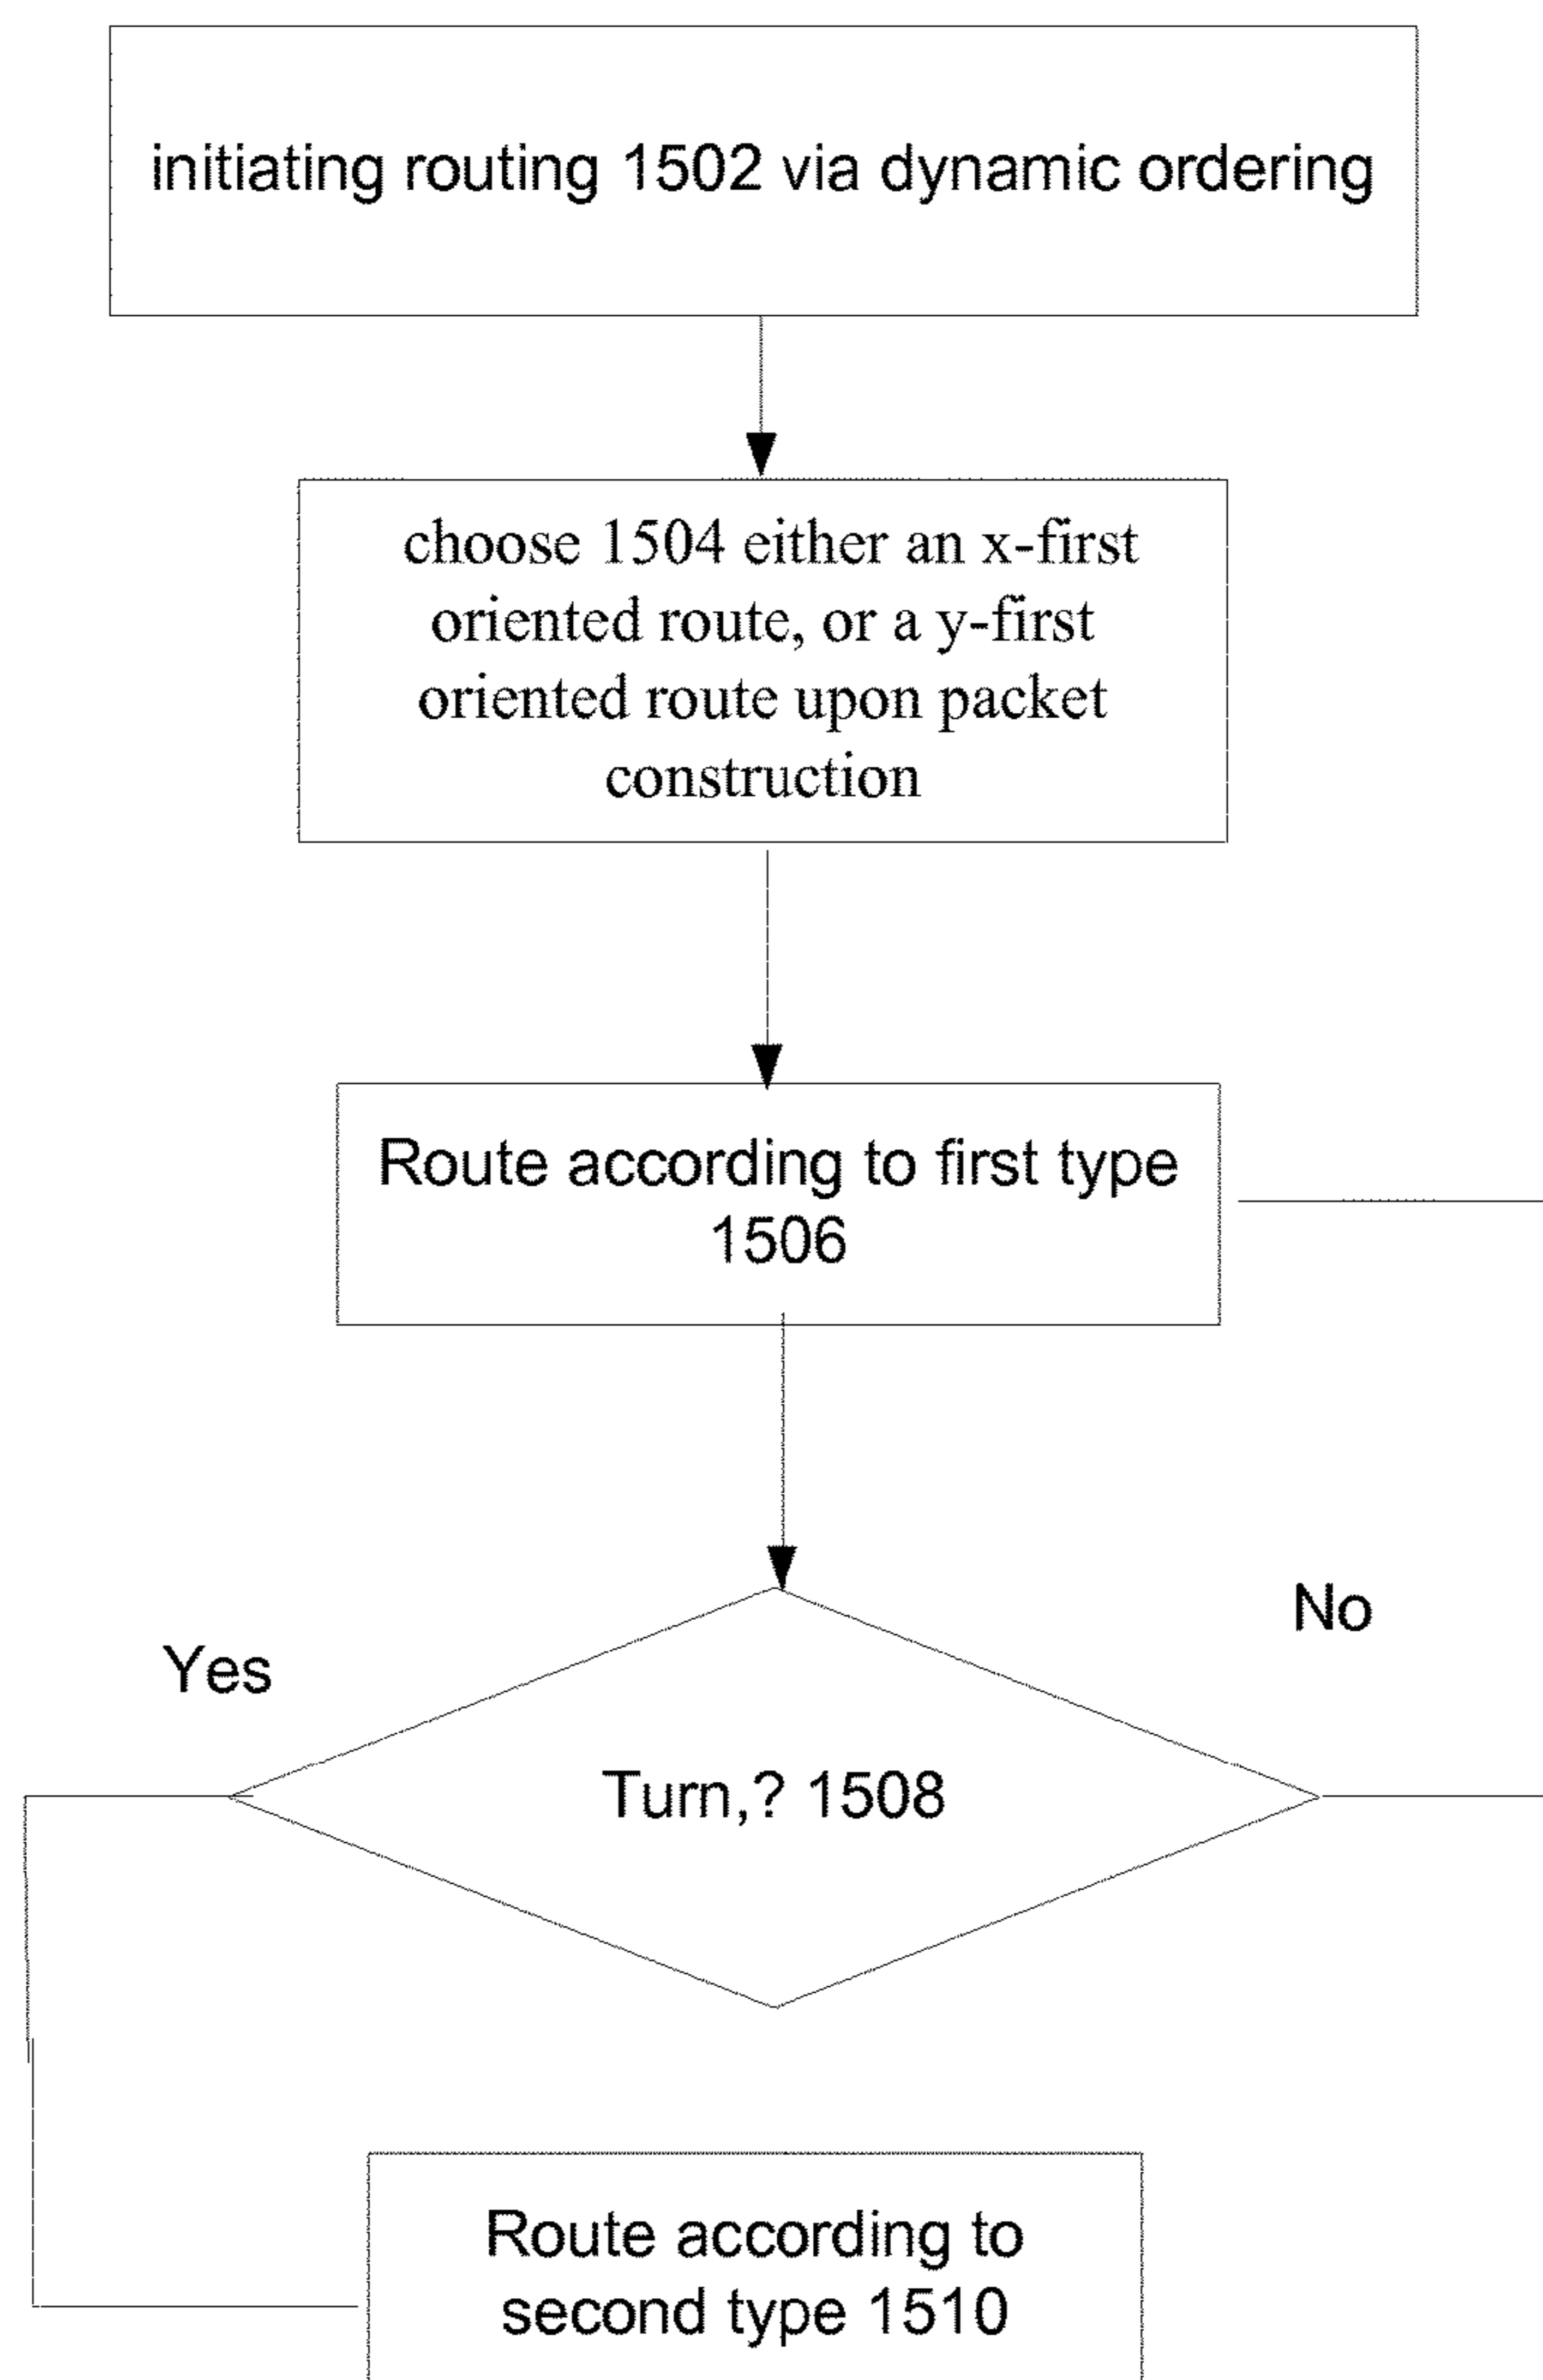 initiating routing 1502 via dynamic ordering
choose 1504 either an x-first
oriented route, or a y-first
oriented route upon packet
construction
Route according to first type
1506
No
Yes
Turn,? 1508
Route according to
second type 1510